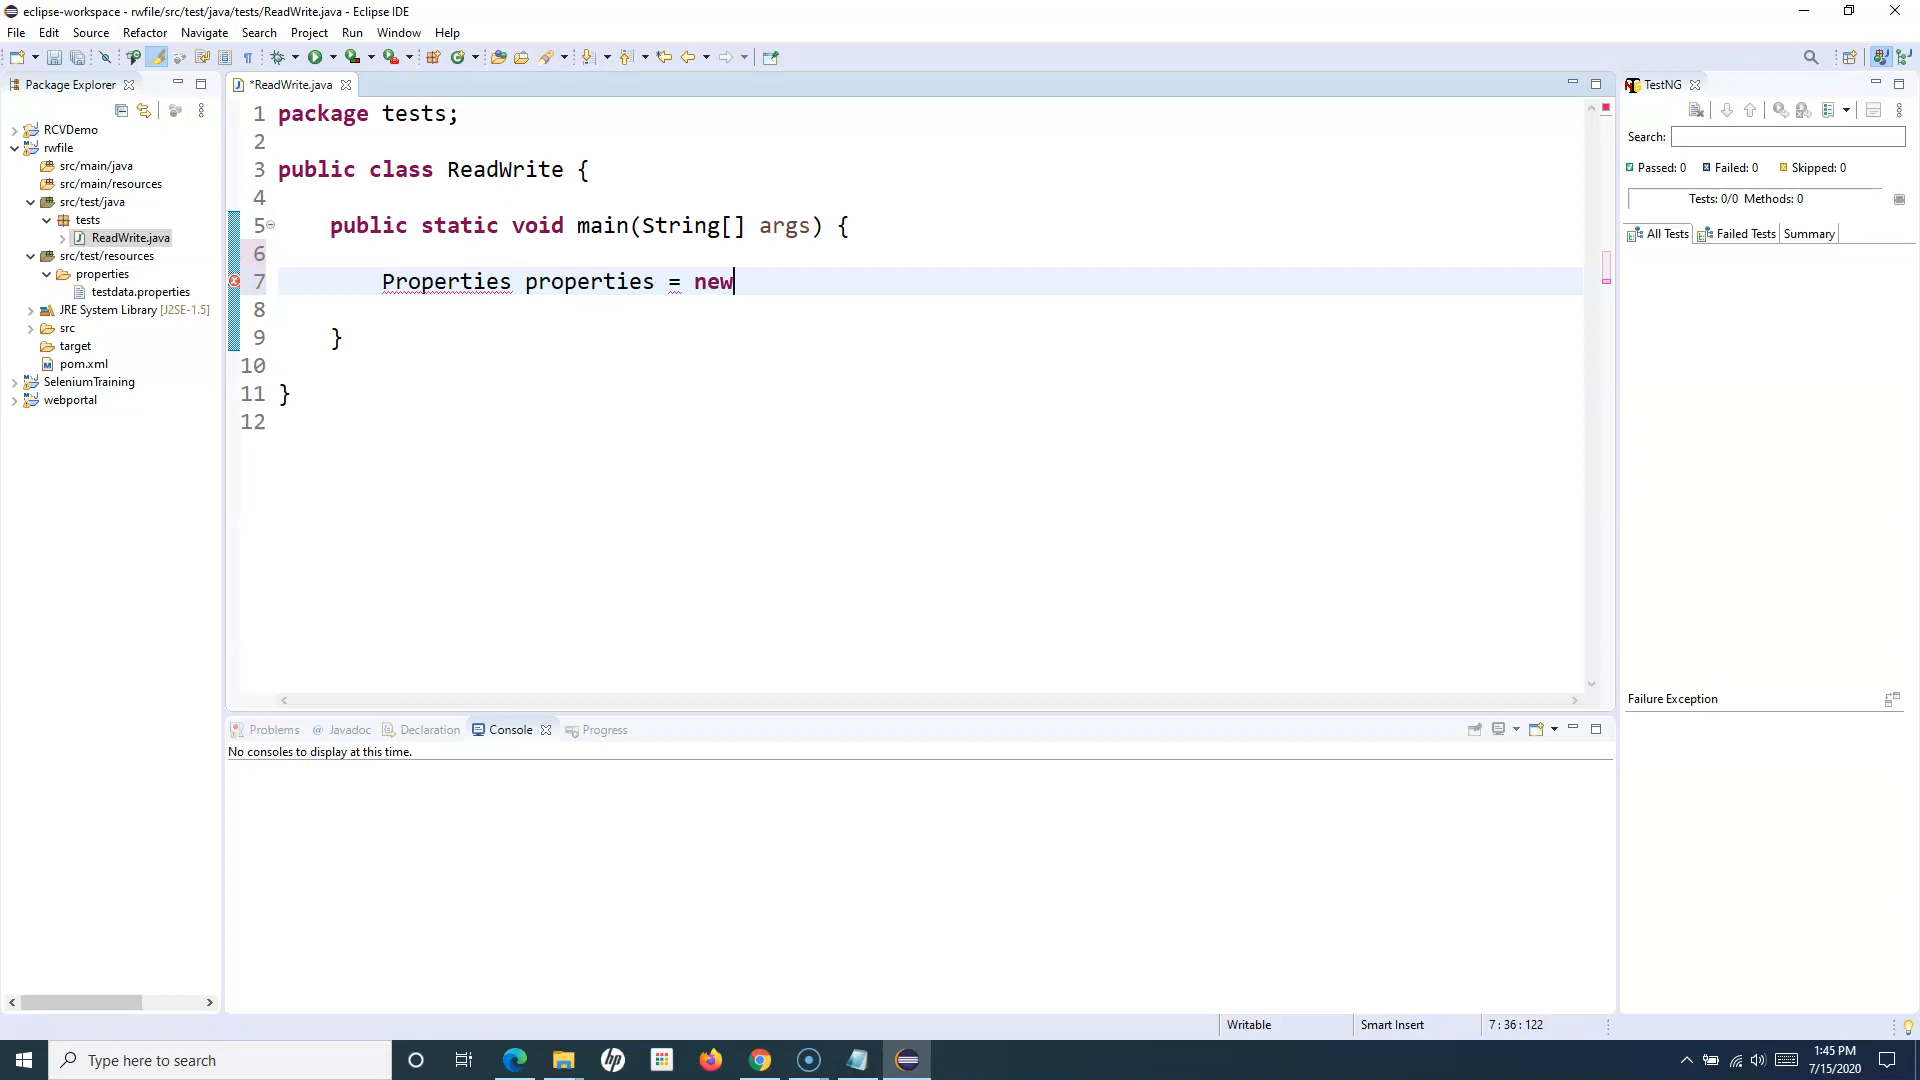 eclipse-workspace - rwfile/src/test/java/tests/ReadWrite.java - Eclipse IDE
File Edit Source Refactor Navigate Search Project Run Window Help
Package Explorer
RCVDemo
rwfile
src/main/java
src/main/resources
src/test/java
tests
ReadWrite.java
src/test/resources
properties
testdata.properties
JRE System Library [J2SE-1.5]
src
target
pom.xml
SeleniumTraining
webportal
*ReadWrite.java
1 package tests;
2
3 public class ReadWrite {
4
5 public static void main(String[] args) {
6
7 Properties properties = new
8
9 }
10
11 }
12
Problems @ Javadoc Declaration Console Progress
No consoles to display at this time.
TestNG
Search:
Passed: 0 Failed: 0 Skipped: 0
Tests: 0/0 Methods: 0
All Tests Failed Tests Summary
Failure Exception
Writable Smart Insert 7 : 36 : 122
Type here to search
hp
1:45 PM
7/15/2020